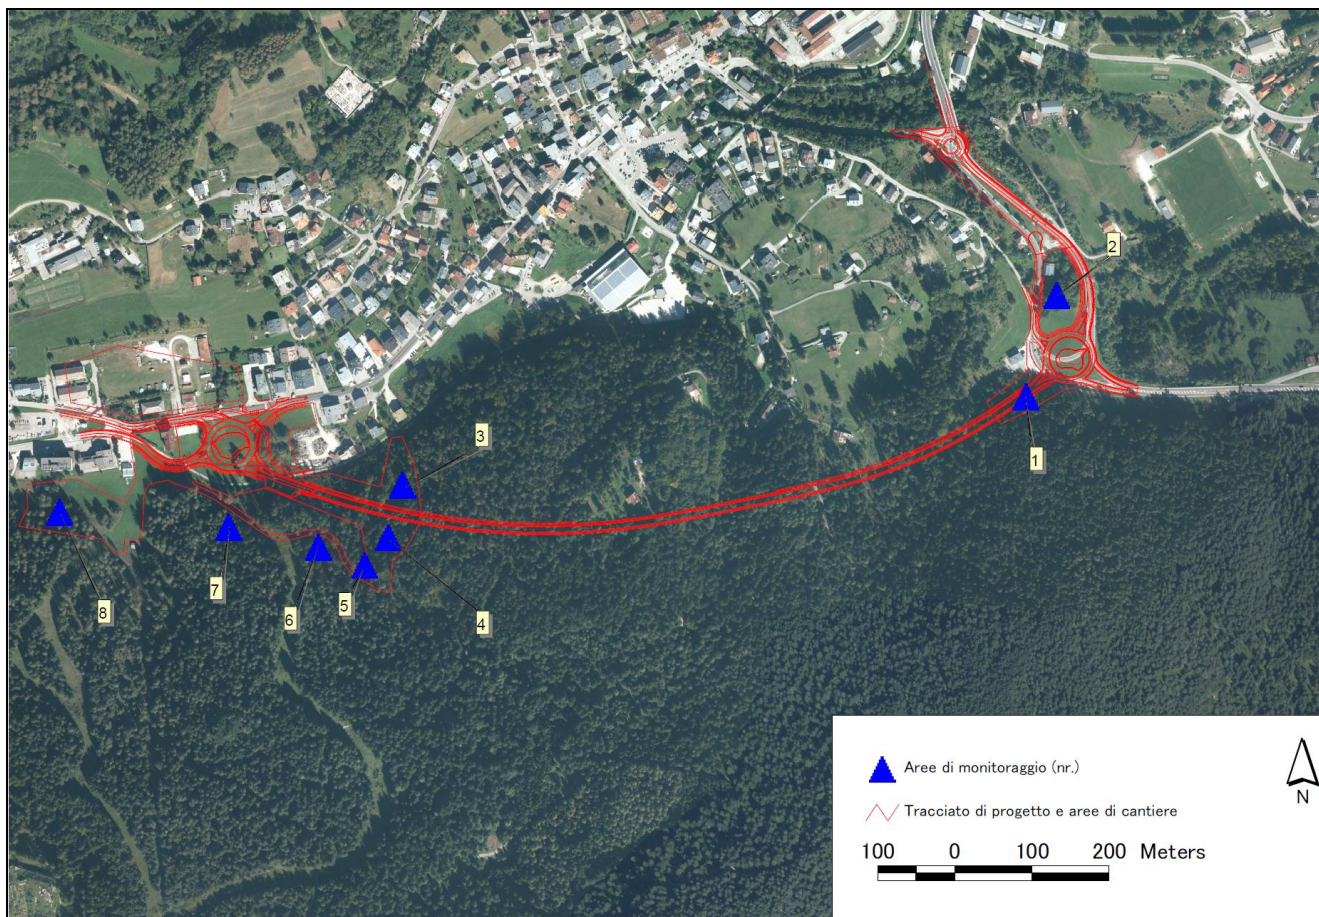 2
3
1
7
6
5
4
8
Aree di monitoraggio (nr.)
Tracciato di progetto e aree di cantiere
N
100 0 100 200 Meters